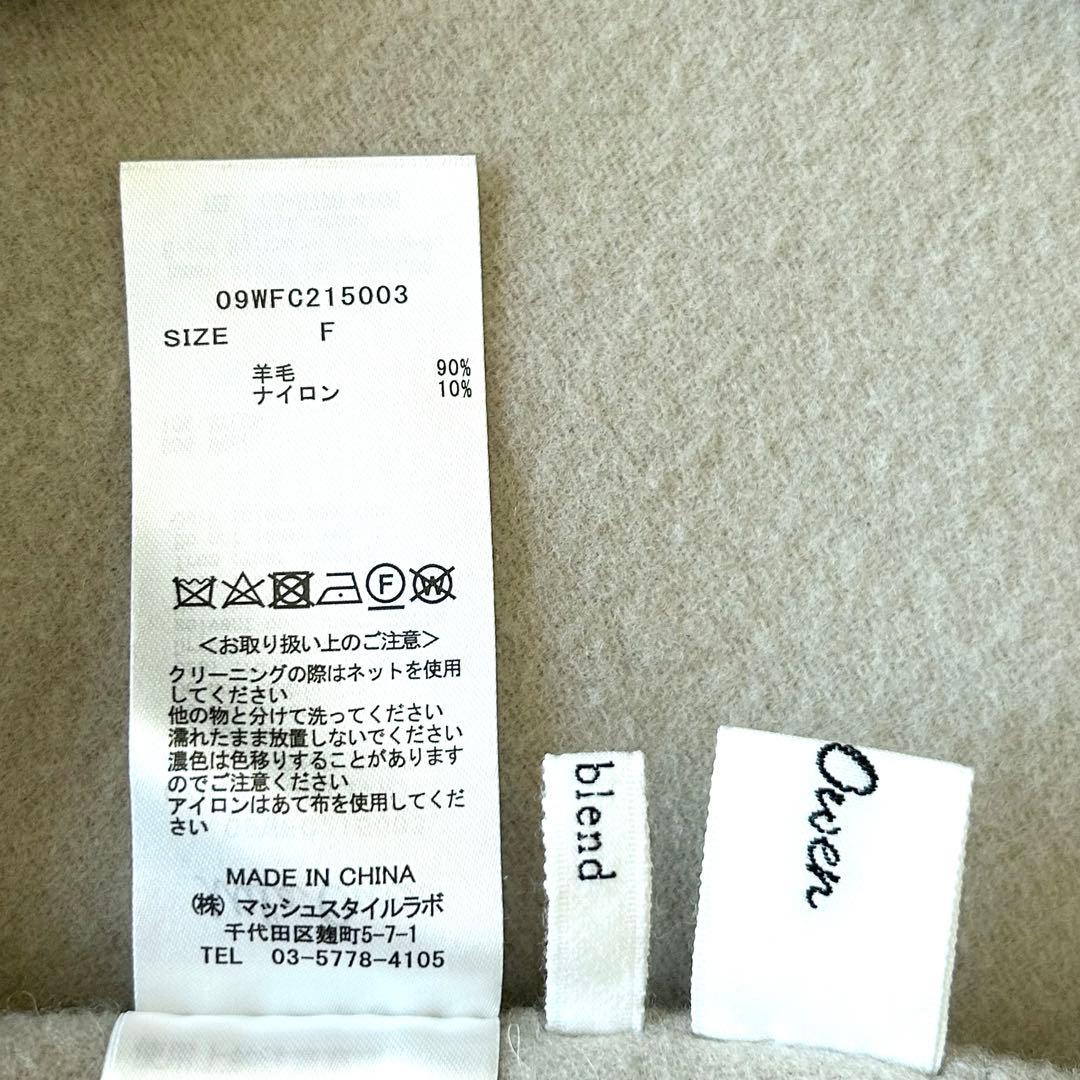 09WFC215003
SIZE F
羊毛 90%
ナイロン 10%
F
W
<お取り扱い上のご注意>
クリーニングの際はネットを使用
してください
他の物と分けて洗ってください
濡れたまま放置しないでください
濃色は色移りすることがあります
のでご注意ください
アイロンはあて布を使用してくだ
さい
MADE IN CHINA
(株) マッシュスタイルラボ
千代田区麹町5-7-1
TEL 03-5778-4105
blend
Owen